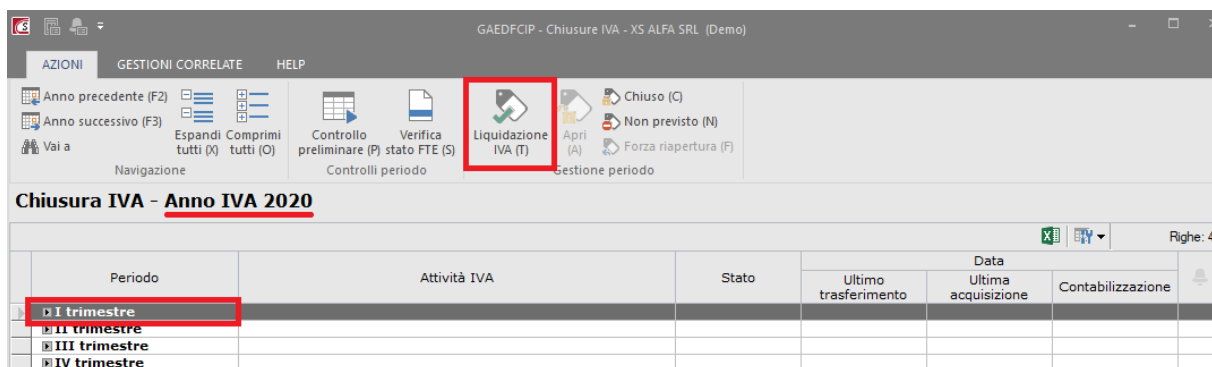 GAEDFCIP - Chiusure IVA - XS ALFA SRL (Demo)
AZIONI GESTIONI CORRELATE HELP
Anno precedente (F2)
Anno successivo (F3)
Vai a
Espandi tutti (X)
Comprimi tutti (O)
Navigazione
Controllo preliminare (P)
Verifica stato FTE (S)
Controlli periodo
Liquidazione IVA (T)
Apri (A)
Chiuso (C)
Non previsto (N)
Forza riapertura (F)
Gestione periodo
Chiusura IVA - Anno IVA 2020
Righe: 4
Periodo Attività IVA Stato Data
Ultimo trasferimento Ultima acquisizione Contabilizzazione
I trimestre
II trimestre
III trimestre
IV trimestre